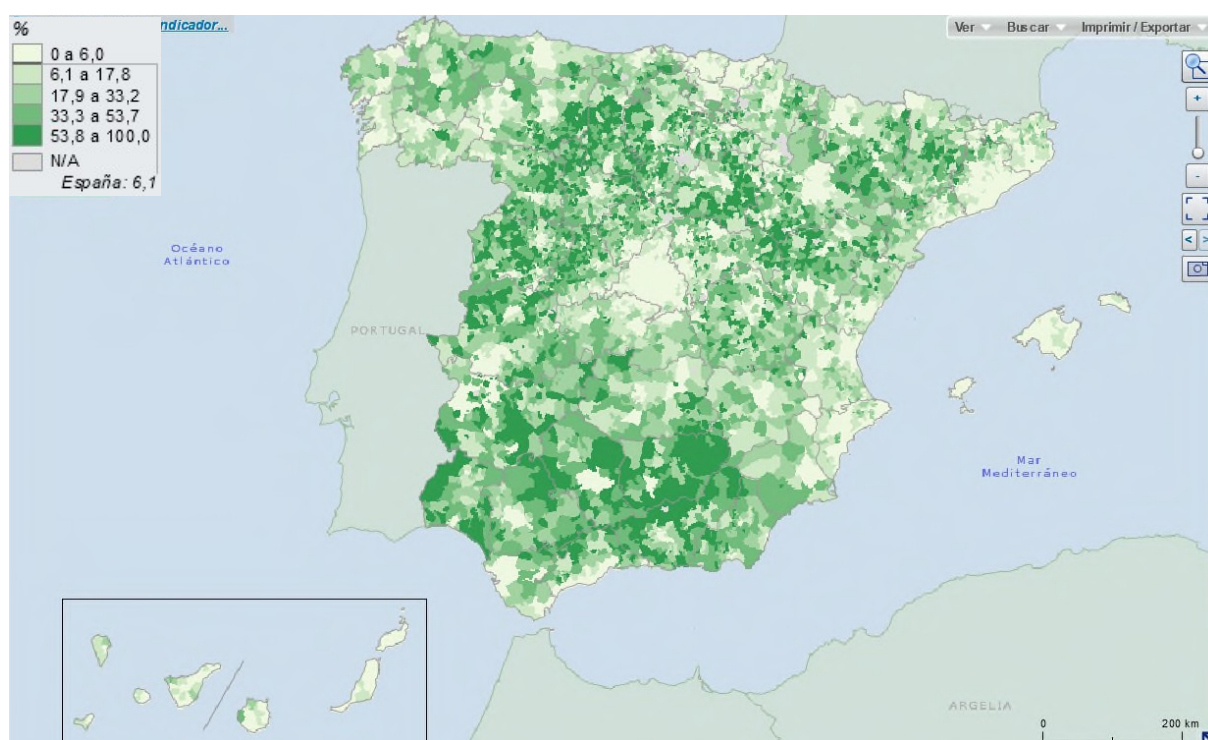 %
ndicador...
0 a 6,0
6,1 a 17,8
17,9 a 33,2
33,3 a 53,7
53,8 a 100,0
N/A
España: 6,1
Ver
Buscar
Imprimir / Exportar
+
-
< >
Océano
Atlántico
PORTUGAL
Mar
Mediterráneo
ARGELIA
0
200 km